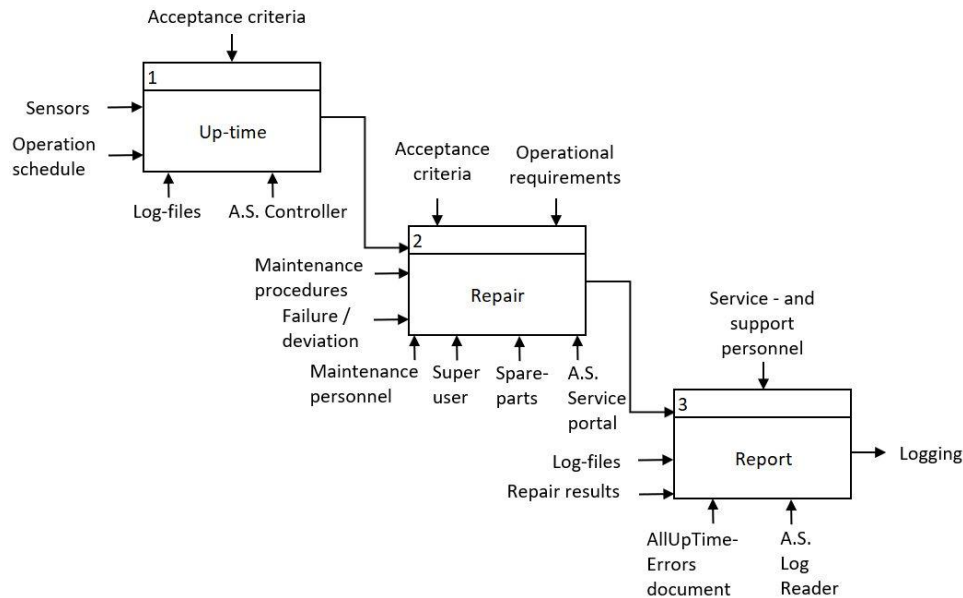 Acceptance criteria
1
Sensors
Up-time
Operation
schedule
Log-files
A.S. Controller
Acceptance
criteria
Operational
requirements
2
Maintenance
procedures
Repair
Failure /
deviation
Maintenance
personnel
Super
user
Spare-
parts
A.S.
Service
portal
Service - and
support
personnel
3
Log-files
Report
Logging
Repair results
AllUpTime-
Errors
document
A.S.
Log
Reader